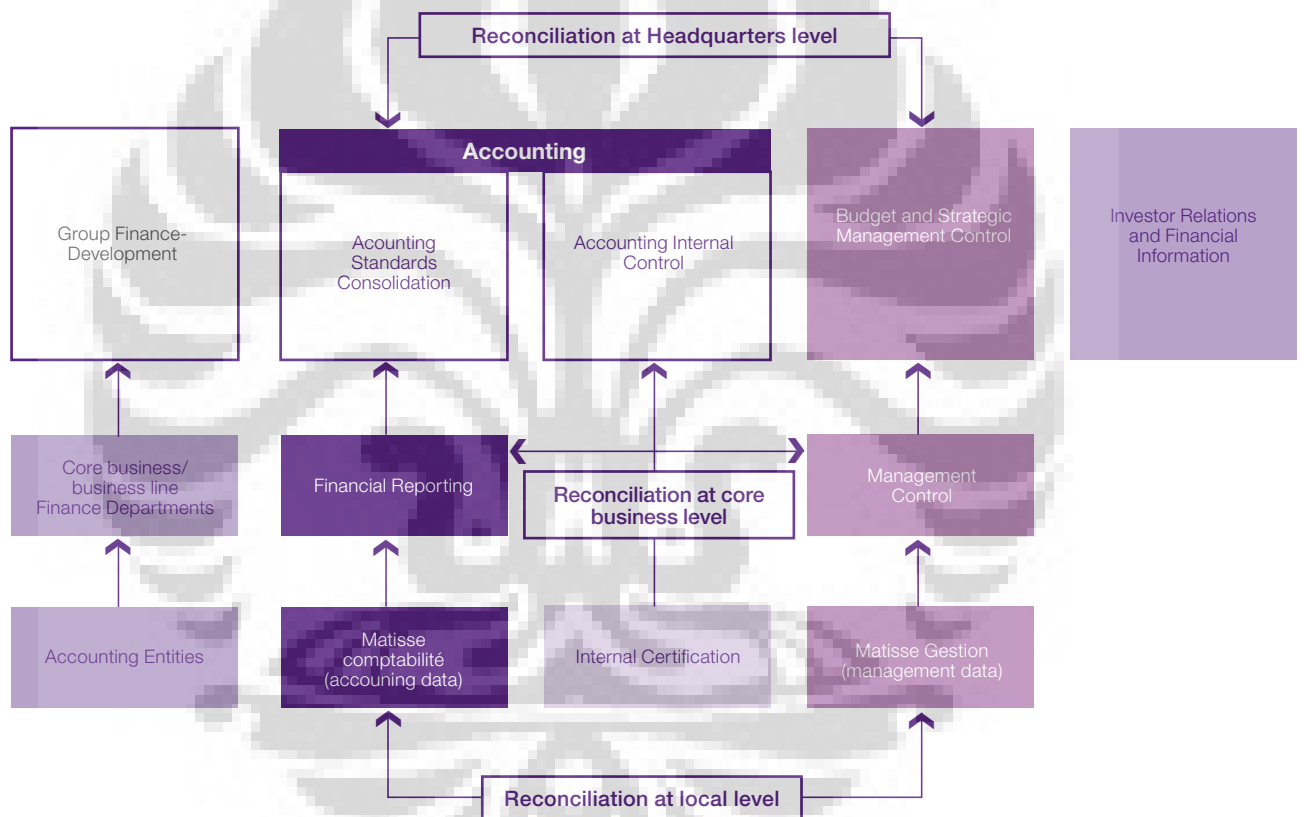 Reconciliation at Headquarters level
Accounting
Group Finance-
Development
Acounting
Standards
Consolidation
Accounting Internal
Control
Budget and Strategic
Management Control
Investor Relations
and Financial
Information
Core business/
business line
Finance Departments
Financial Reporting
Reconciliation at core
business level
Management
Control
Accounting Entities
Matisse
comptabilité
(accouning data)
Internal Certification
Matisse Gestion
(management data)
Reconciliation at local level